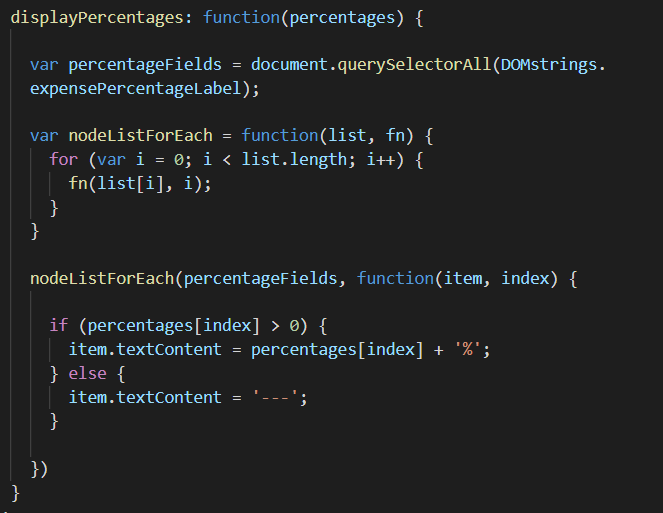 displayPercentages: function(percentages) {
var percentageFields = document.querySelectorAll(DOMstrings.
expensePercentageLabel);
var nodeListForEach = function(list, fn) {
for (var i = 0; i < list.length; i++) {
fn(list[i], i);
}
}
nodeListForEach(percentageFields, function(item, index) {
if (percentages[index] > 0) {
item.textContent = percentages[index] + '%';
} else {
item.textContent = '---';
}
})
}